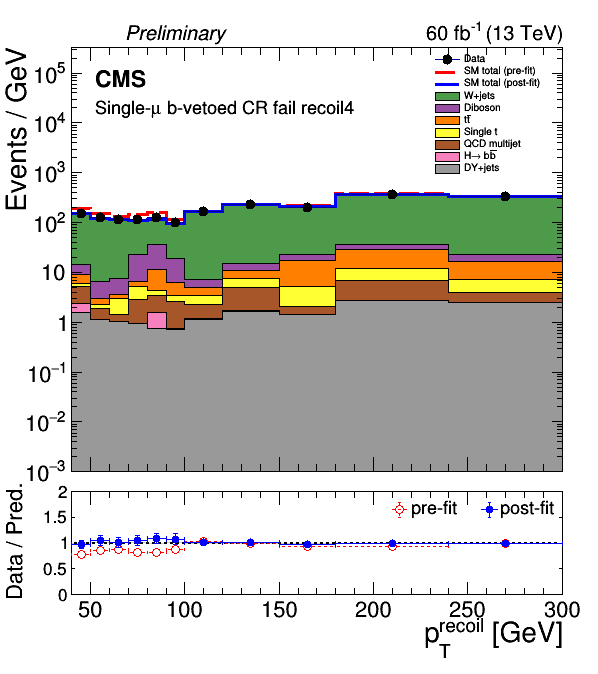 Preliminary
60 fb⁻¹ (13 TeV)
Events / GeV
CMS
Single-μ b-vetoed CR fail recoil4
Data
SM total (pre-fit)
SM total (post-fit)
W+jets
Diboson
tt̅
Single t
QCD multijet
H→ bb̅
DY+jets
10⁵
10⁴
10³
10²
10
1
10⁻¹
10⁻²
10⁻³
Data / Pred.
pre-fit
post-fit
2
1.5
1
0.5
0
50 100 150 200 250 300
p_T^recoil [GeV]